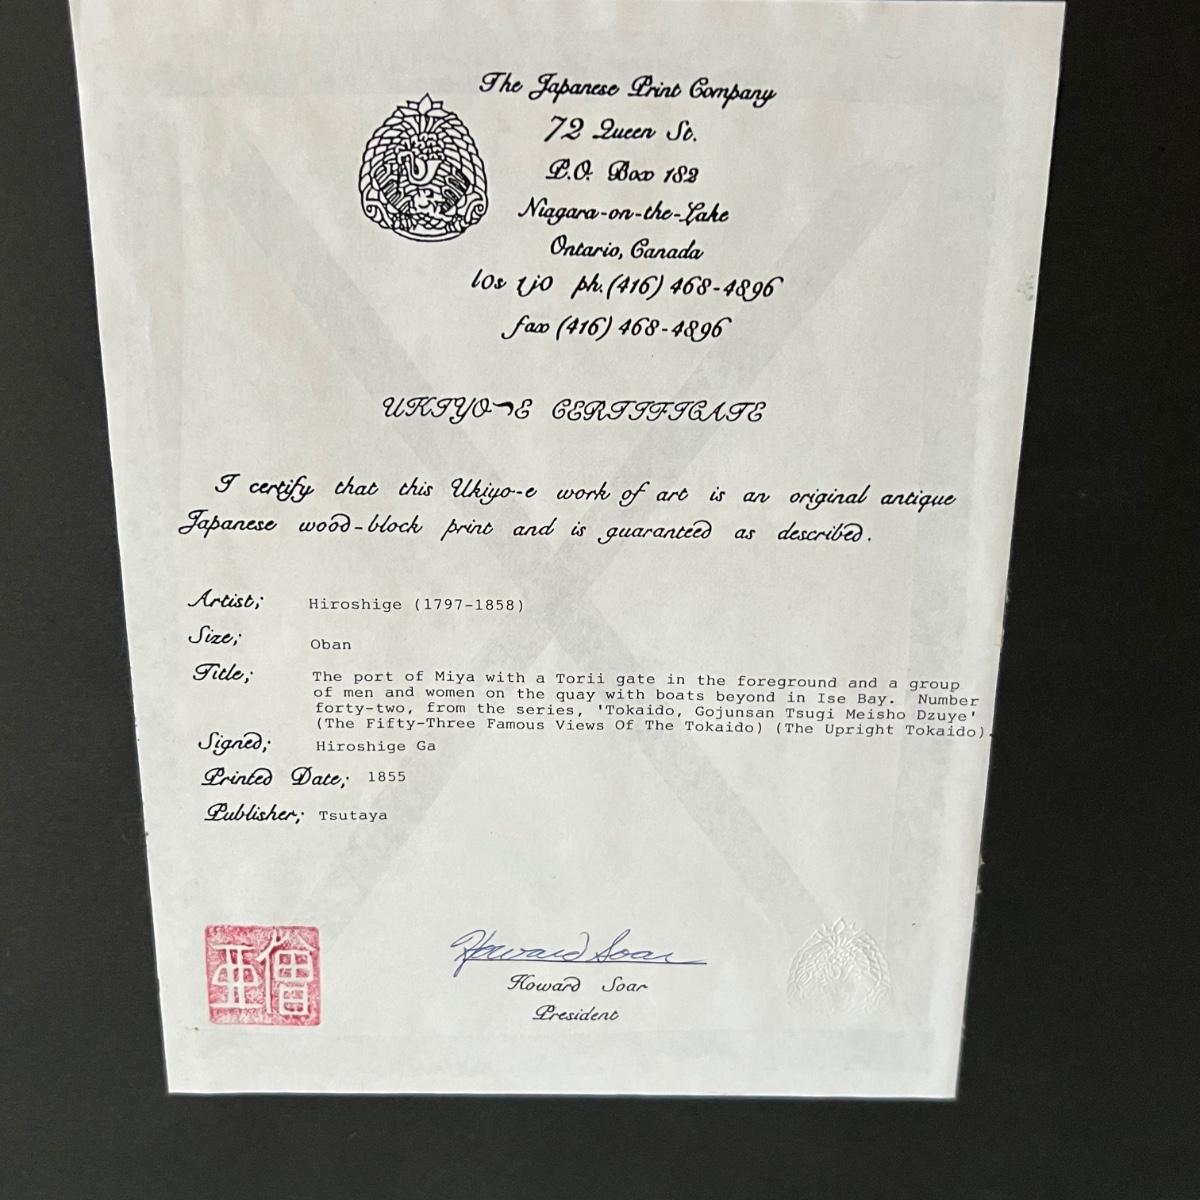 The Japanese Print Company
72 Queen St.
P.O. Box 182
Niagara-on-the-Lake
Ontario, Canada
los 1j0 ph. (416) 468-4896
fax (416) 468-4896
UKIYO-E CERTIFICATE
I certify that this Ukiyo-e work of art is an original antique
Japanese wood-block print and is guaranteed as described.
Artist; Hiroshige (1797-1858)
Size; Oban
Title; The port of Miya with a Torii gate in the foreground and a group
of men and women on the quay with boats beyond in Ise Bay. Number
forty-two, from the series, 'Tokaido, Gojunsan Tsugi Meisho Dzuye'
(The Fifty-Three Famous Views Of The Tokaido) (The Upright Tokaido).
Signed; Hiroshige Ga
Printed Date; 1855
Publisher; Tsutaya
Howard Soar
Howard Soar
President